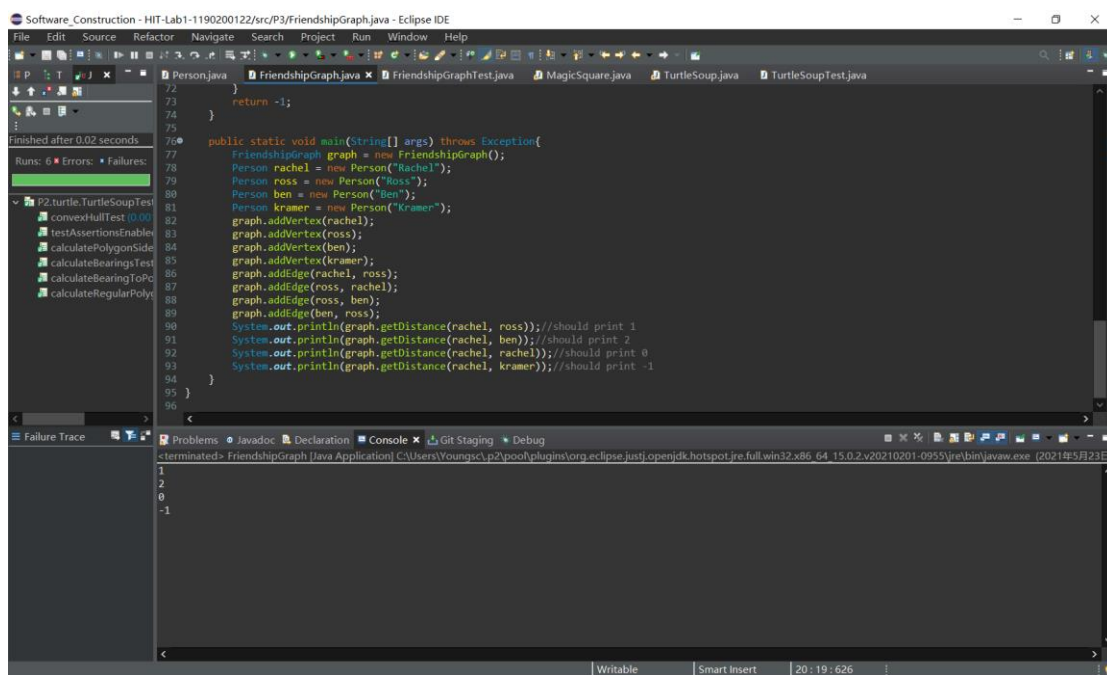 Software_Construction - HIT-Lab1-1190200122/src/P3/FriendshipGraph.java - Eclipse IDE
File Edit Source Refactor Navigate Search Project Run Window Help
P T J
Person.java FriendshipGraph.java FriendshipGraphTest.java MagicSquare.java TurtleSoup.java TurtleSoupTest.java
Finished after 0.02 seconds
Runs: 6 Errors: Failures:
P2.turtle.TurtleSoupTest
convexHullTest (0.00
testAssertionsEnabled
calculatePolygonSide
calculateBearingsTest
calculateBearingToPo
calculateRegularPolyg
72 }
73 return -1;
74 }
75
76 public static void main(String[] args) throws Exception{
77 FriendshipGraph graph = new FriendshipGraph();
78 Person rachel = new Person("Rachel");
79 Person ross = new Person("Ross");
80 Person ben = new Person("Ben");
81 Person kramer = new Person("Kramer");
82 graph.addVertex(rachel);
83 graph.addVertex(ross);
84 graph.addVertex(ben);
85 graph.addVertex(kramer);
86 graph.addEdge(rachel, ross);
87 graph.addEdge(ross, rachel);
88 graph.addEdge(ross, ben);
89 graph.addEdge(ben, ross);
90 System.out.println(graph.getDistance(rachel, ross));//should print 1
91 System.out.println(graph.getDistance(rachel, ben));//should print 2
92 System.out.println(graph.getDistance(rachel, rachel));//should print 0
93 System.out.println(graph.getDistance(rachel, kramer));//should print -1
94 }
95 }
96
Failure Trace
Problems Javadoc Declaration Console Git Staging Debug
<terminated> FriendshipGraph [Java Application] C:\Users\Youngsc\.p2\pool\plugins\org.eclipse.justj.openjdk.hotspot.jre.full.win32.x86_64_15.0.2.v20210201-0955\jre\bin\javaw.exe (2021年5月23日
1
2
0
-1
Writable Smart Insert 20:19:626